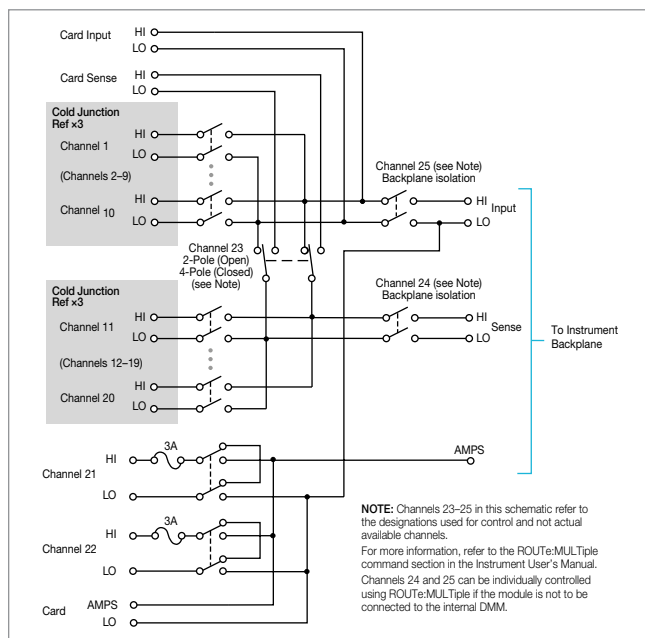 Card Input HI
LO
Card Sense HI
LO
Cold Junction
Ref ×3
HI
Channel 1
LO
(Channels 2–9)
HI
Channel 10
LO
Channel 25 (see Note)
Backplane isolation
HI
Input
LO
Channel 23
2-Pole (Open)
4-Pole (Closed)
(see Note)
Cold Junction
Ref ×3
HI
Channel 11
LO
(Channels 12–19)
HI
Channel 20
LO
Channel 24 (see Note)
Backplane isolation
HI
Sense
LO
To Instrument
Backplane
3A
HI
Channel 21
LO
AMPS
3A
HI
Channel 22
LO
AMPS
Card
LO
NOTE: Channels 23–25 in this schematic refer to
the designations used for control and not actual
available channels.
For more information, refer to the ROUTe:MULTiple
command section in the Instrument User's Manual.
Channels 24 and 25 can be individually controlled
using ROUTe:MULTiple if the module is not to be
connected to the internal DMM.